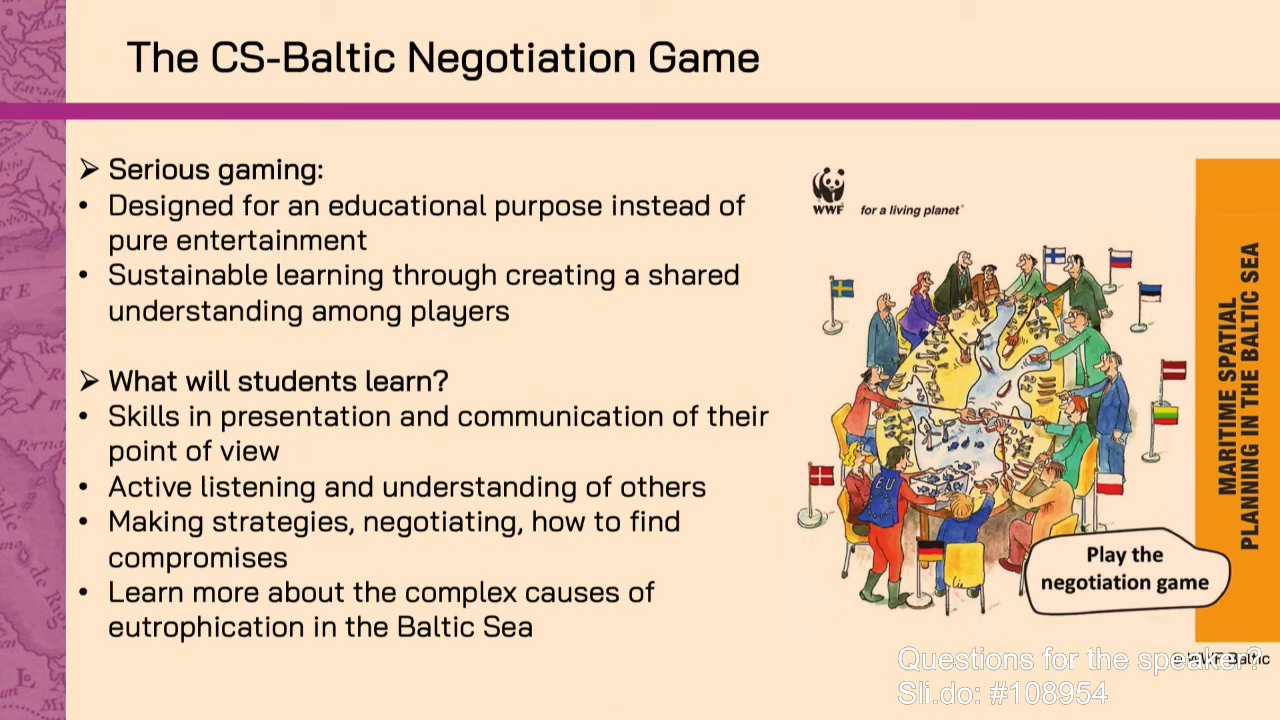 The CS-Baltic Negotiation Game
➢ Serious gaming:
• Designed for an educational purpose instead of
pure entertainment
• Sustainable learning through creating a shared
understanding among players
➢ What will students learn?
• Skills in presentation and communication of their
point of view
• Active listening and understanding of others
• Making strategies, negotiating, how to find
compromises
• Learn more about the complex causes of
eutrophication in the Baltic Sea
WWF
for a living planet
EU
MARITIME SPATIAL
PLANNING IN THE BALTIC SEA
Play the
negotiation game
Baltic
Questions for the speaker?
Sli.do: #108954